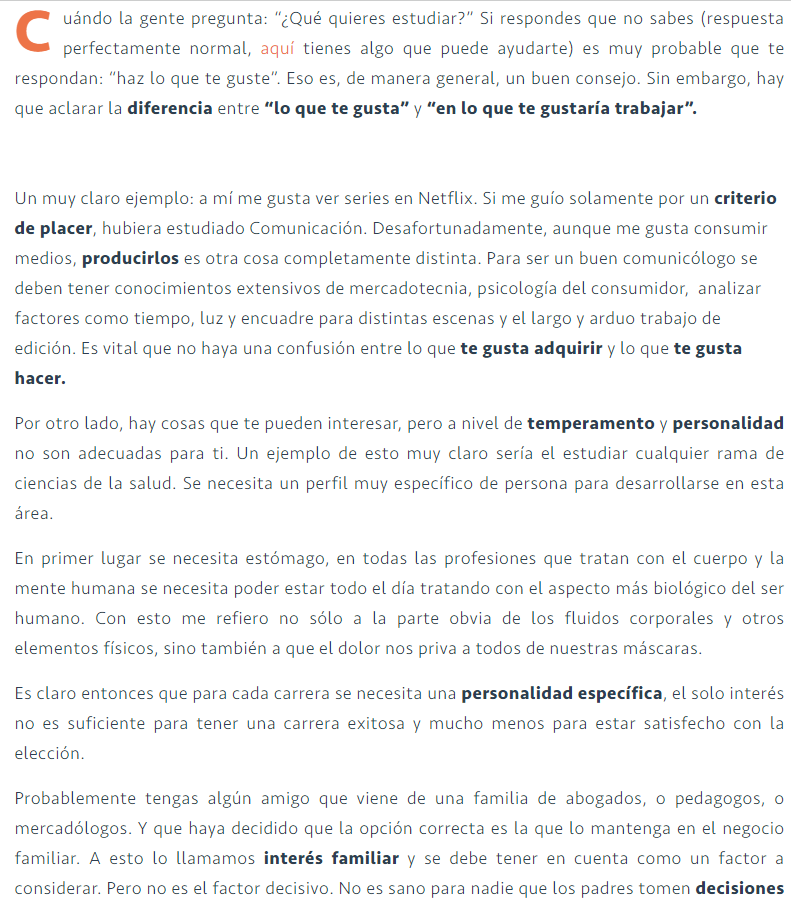 Cuándo la gente pregunta: “¿Qué quieres estudiar?” Si respondes que no sabes (respuesta
perfectamente normal, aquí tienes algo que puede ayudarte) es muy probable que te
respondan: “haz lo que te guste”. Eso es, de manera general, un buen consejo. Sin embargo, hay
que aclarar la diferencia entre “lo que te gusta” y “en lo que te gustaría trabajar”.
Un muy claro ejemplo: a mí me gusta ver series en Netflix. Si me guío solamente por un criterio
de placer, hubiera estudiado Comunicación. Desafortunadamente, aunque me gusta consumir
medios, producirlos es otra cosa completamente distinta. Para ser un buen comunicólogo se
deben tener conocimientos extensivos de mercadotecnia, psicología del consumidor,  analizar
factores como tiempo, luz y encuadre para distintas escenas y el largo y arduo trabajo de
edición. Es vital que no haya una confusión entre lo que te gusta adquirir y lo que te gusta
hacer.
Por otro lado, hay cosas que te pueden interesar, pero a nivel de temperamento y personalidad
no son adecuadas para ti. Un ejemplo de esto muy claro sería el estudiar cualquier rama de
ciencias de la salud. Se necesita un perfil muy específico de persona para desarrollarse en esta
área.
En primer lugar se necesita estómago, en todas las profesiones que tratan con el cuerpo y la
mente humana se necesita poder estar todo el día tratando con el aspecto más biológico del ser
humano. Con esto me refiero no sólo a la parte obvia de los fluidos corporales y otros
elementos físicos, sino también a que el dolor nos priva a todos de nuestras máscaras.
Es claro entonces que para cada carrera se necesita una personalidad específica, el solo interés
no es suficiente para tener una carrera exitosa y mucho menos para estar satisfecho con la
elección.
Probablemente tengas algún amigo que viene de una familia de abogados, o pedagogos, o
mercadólogos. Y que haya decidido que la opción correcta es la que lo mantenga en el negocio
familiar. A esto lo llamamos interés familiar y se debe tener en cuenta como un factor a
considerar. Pero no es el factor decisivo. No es sano para nadie que los padres tomen decisiones